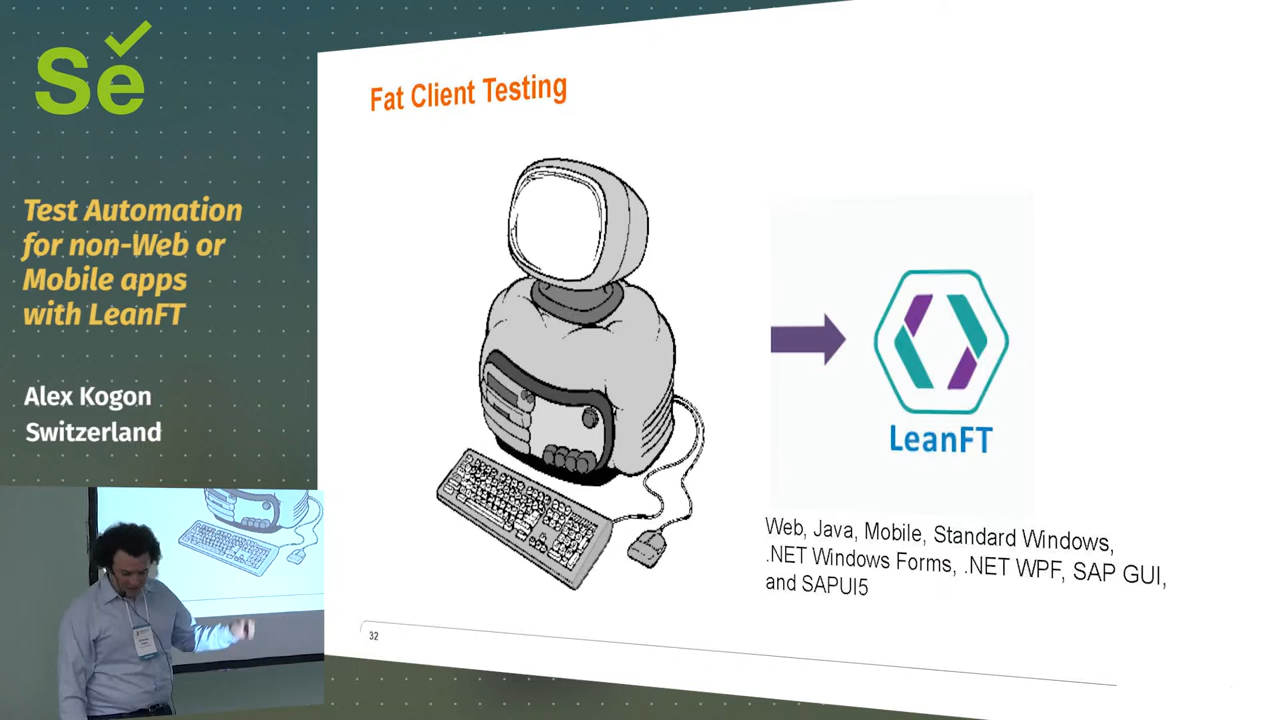 Se
Test Automation
for non-Web or
Mobile apps
with LeanFT
Alex Kogon
Switzerland
Fat Client Testing
LeanFT
Web, Java, Mobile, Standard Windows,
.NET Windows Forms, .NET WPF, SAP GUI,
and SAPUI5
32